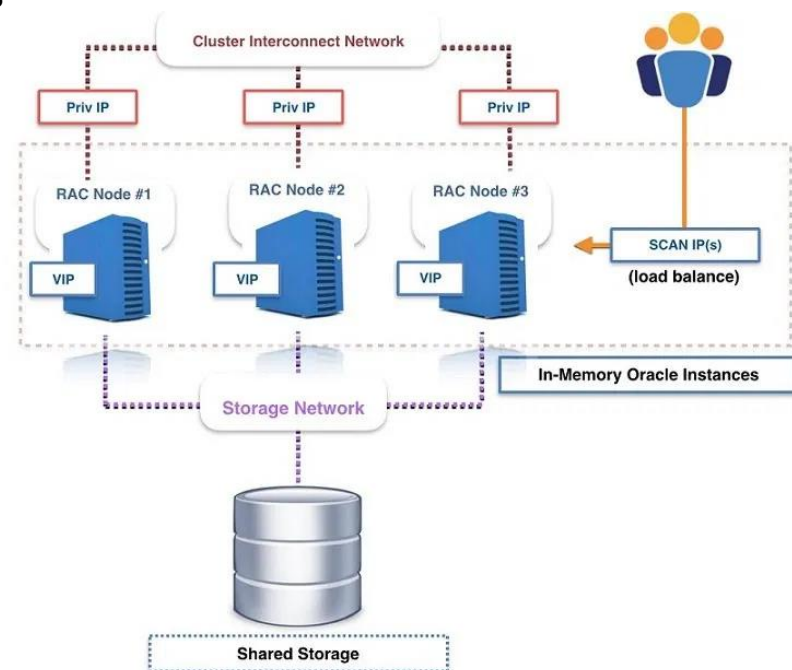 Cluster Interconnect Network
Priv IP
Priv IP
Priv IP
RAC Node #1
RAC Node #2
RAC Node #3
SCAN IP(s)
(load balance)
VIP
VIP
VIP
In-Memory Oracle Instances
Storage Network
Shared Storage